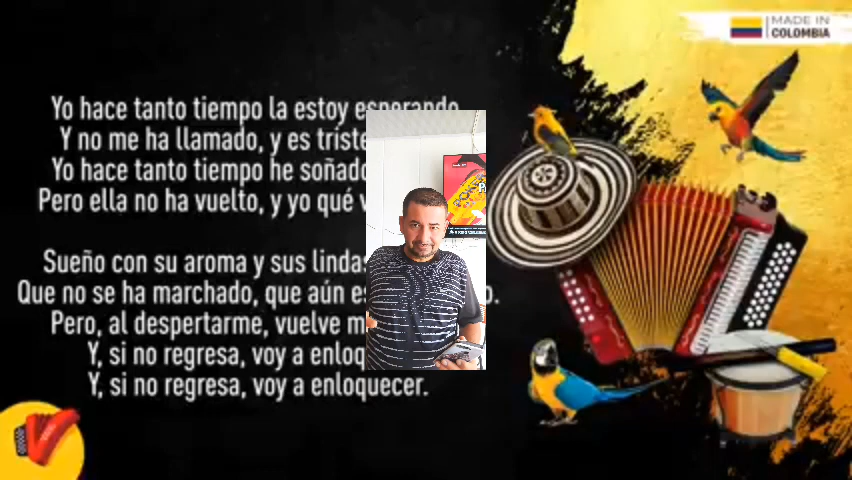 MADE IN
COLOMBIA
Yo hace tanto tiempo la estoy esperando
Y no me ha llamado, y es triste
Yo hace tanto tiempo he soñado
Pero ella no ha vuelto, y yo qué
Sueño con su aroma y sus lindas
Que no se ha marchado, que aún
Pero, al despertarme, vuelve
Y, si no regresa, voy a
Y, si no regresa, voy a enloquecer.